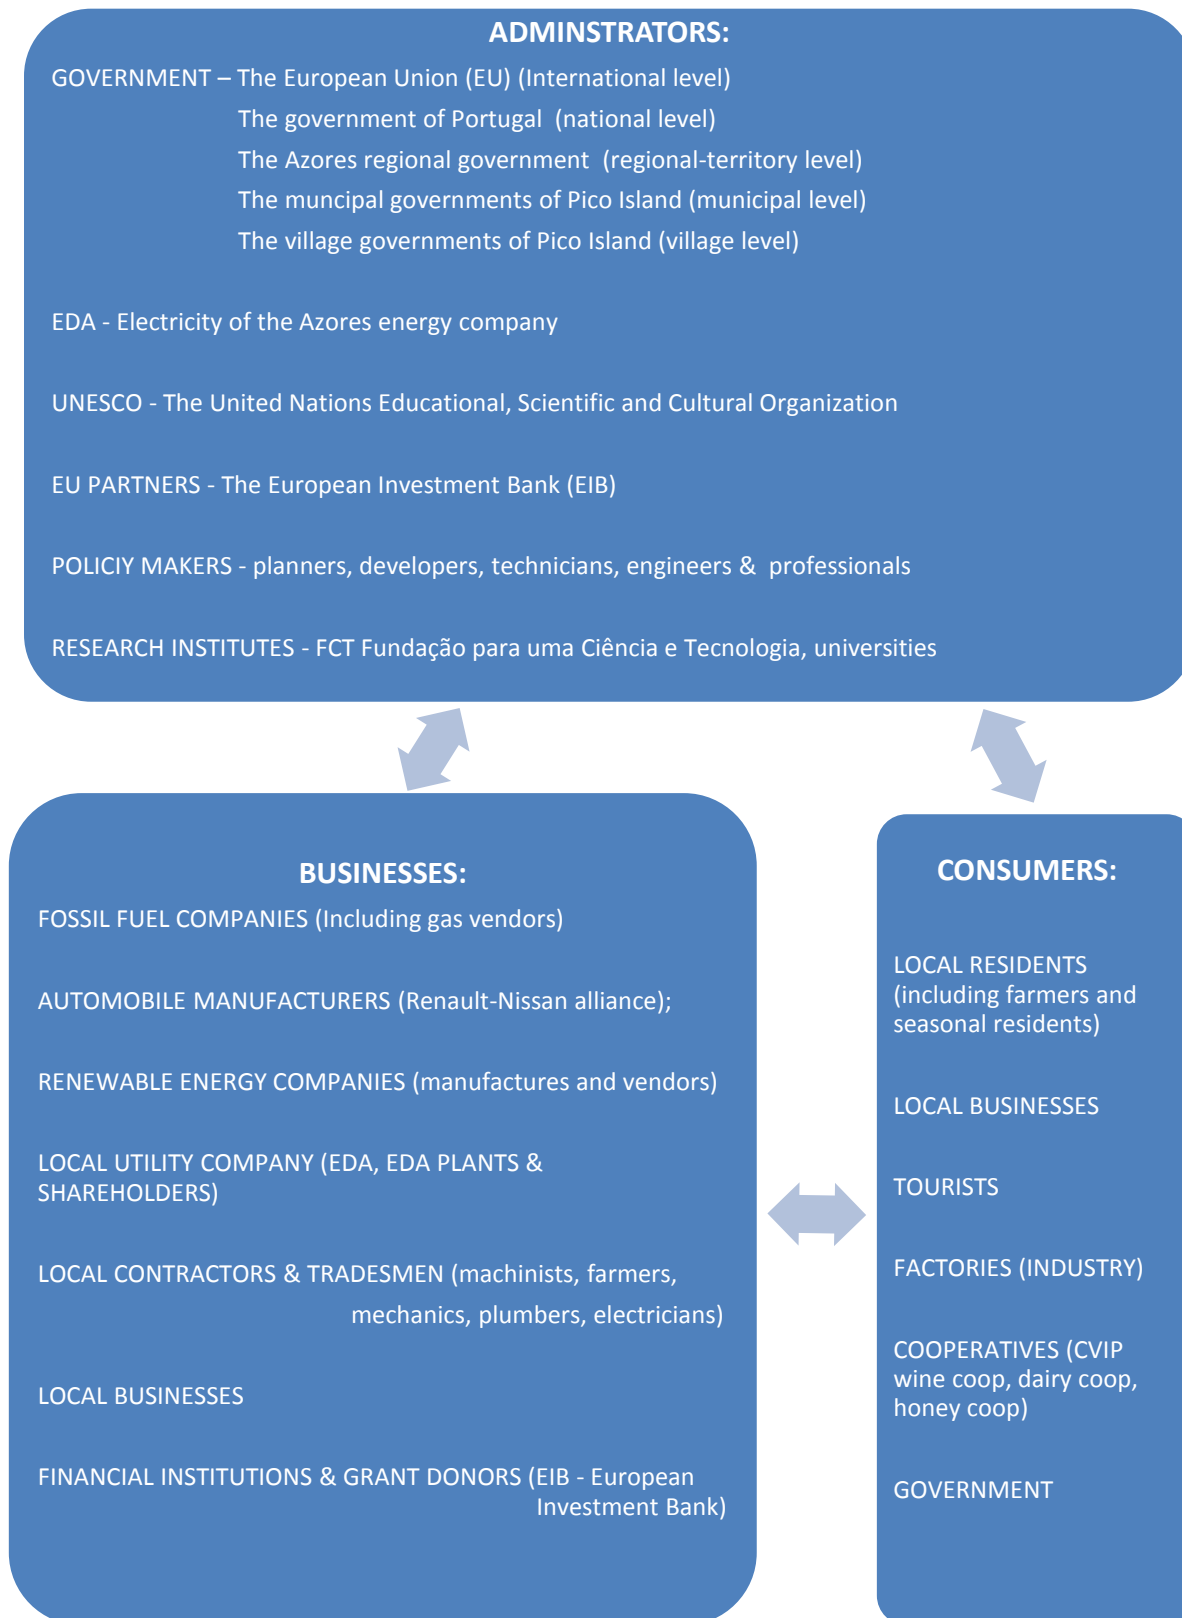 ADMINSTRATORS:
GOVERNMENT – The European Union (EU) (International level)
The government of Portugal (national level)
The Azores regional government (regional-territory level)
The muncipal governments of Pico Island (municipal level)
The village governments of Pico Island (village level)
EDA - Electricity of the Azores energy company
UNESCO - The United Nations Educational, Scientific and Cultural Organization
EU PARTNERS - The European Investment Bank (EIB)
POLICIY MAKERS - planners, developers, technicians, engineers & professionals
RESEARCH INSTITUTES - FCT Fundação para uma Ciência e Tecnologia, universities
BUSINESSES:
FOSSIL FUEL COMPANIES (Including gas vendors)
AUTOMOBILE MANUFACTURERS (Renault-Nissan alliance);
RENEWABLE ENERGY COMPANIES (manufactures and vendors)
LOCAL UTILITY COMPANY (EDA, EDA PLANTS &
SHAREHOLDERS)
LOCAL CONTRACTORS & TRADESMEN (machinists, farmers,
mechanics, plumbers, electricians)
LOCAL BUSINESSES
FINANCIAL INSTITUTIONS & GRANT DONORS (EIB - European
Investment Bank)
CONSUMERS:
LOCAL RESIDENTS
(including farmers and
seasonal residents)
LOCAL BUSINESSES
TOURISTS
FACTORIES (INDUSTRY)
COOPERATIVES (CVIP
wine coop, dairy coop,
honey coop)
GOVERNMENT